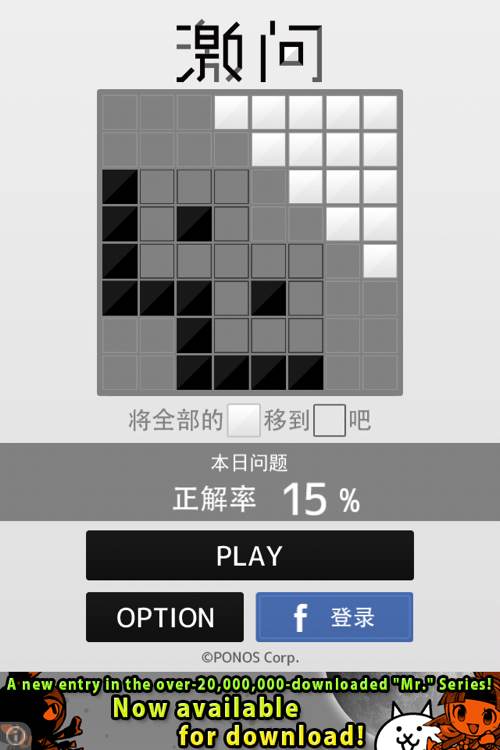 激问
将全部的 移到 吧
本日问题
正解率 15 %
PLAY
OPTION
f 登录
©PONOS Corp.
A new entry in the over-20,000,000-downloaded "Mr." Series!
Now available
for download!